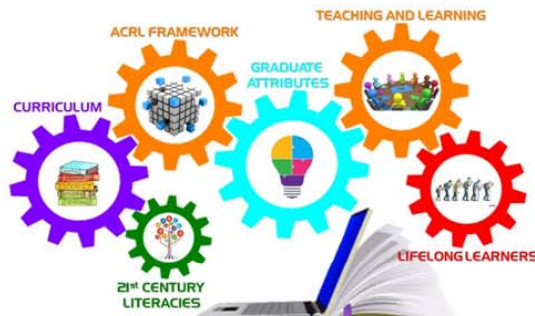 TEACHING AND LEARNING
ACRL FRAMEWORK
GRADUATE
ATTRIBUTES
CURRICULUM
LIFELONG LEARNERS
21st CENTURY
LITERACIES